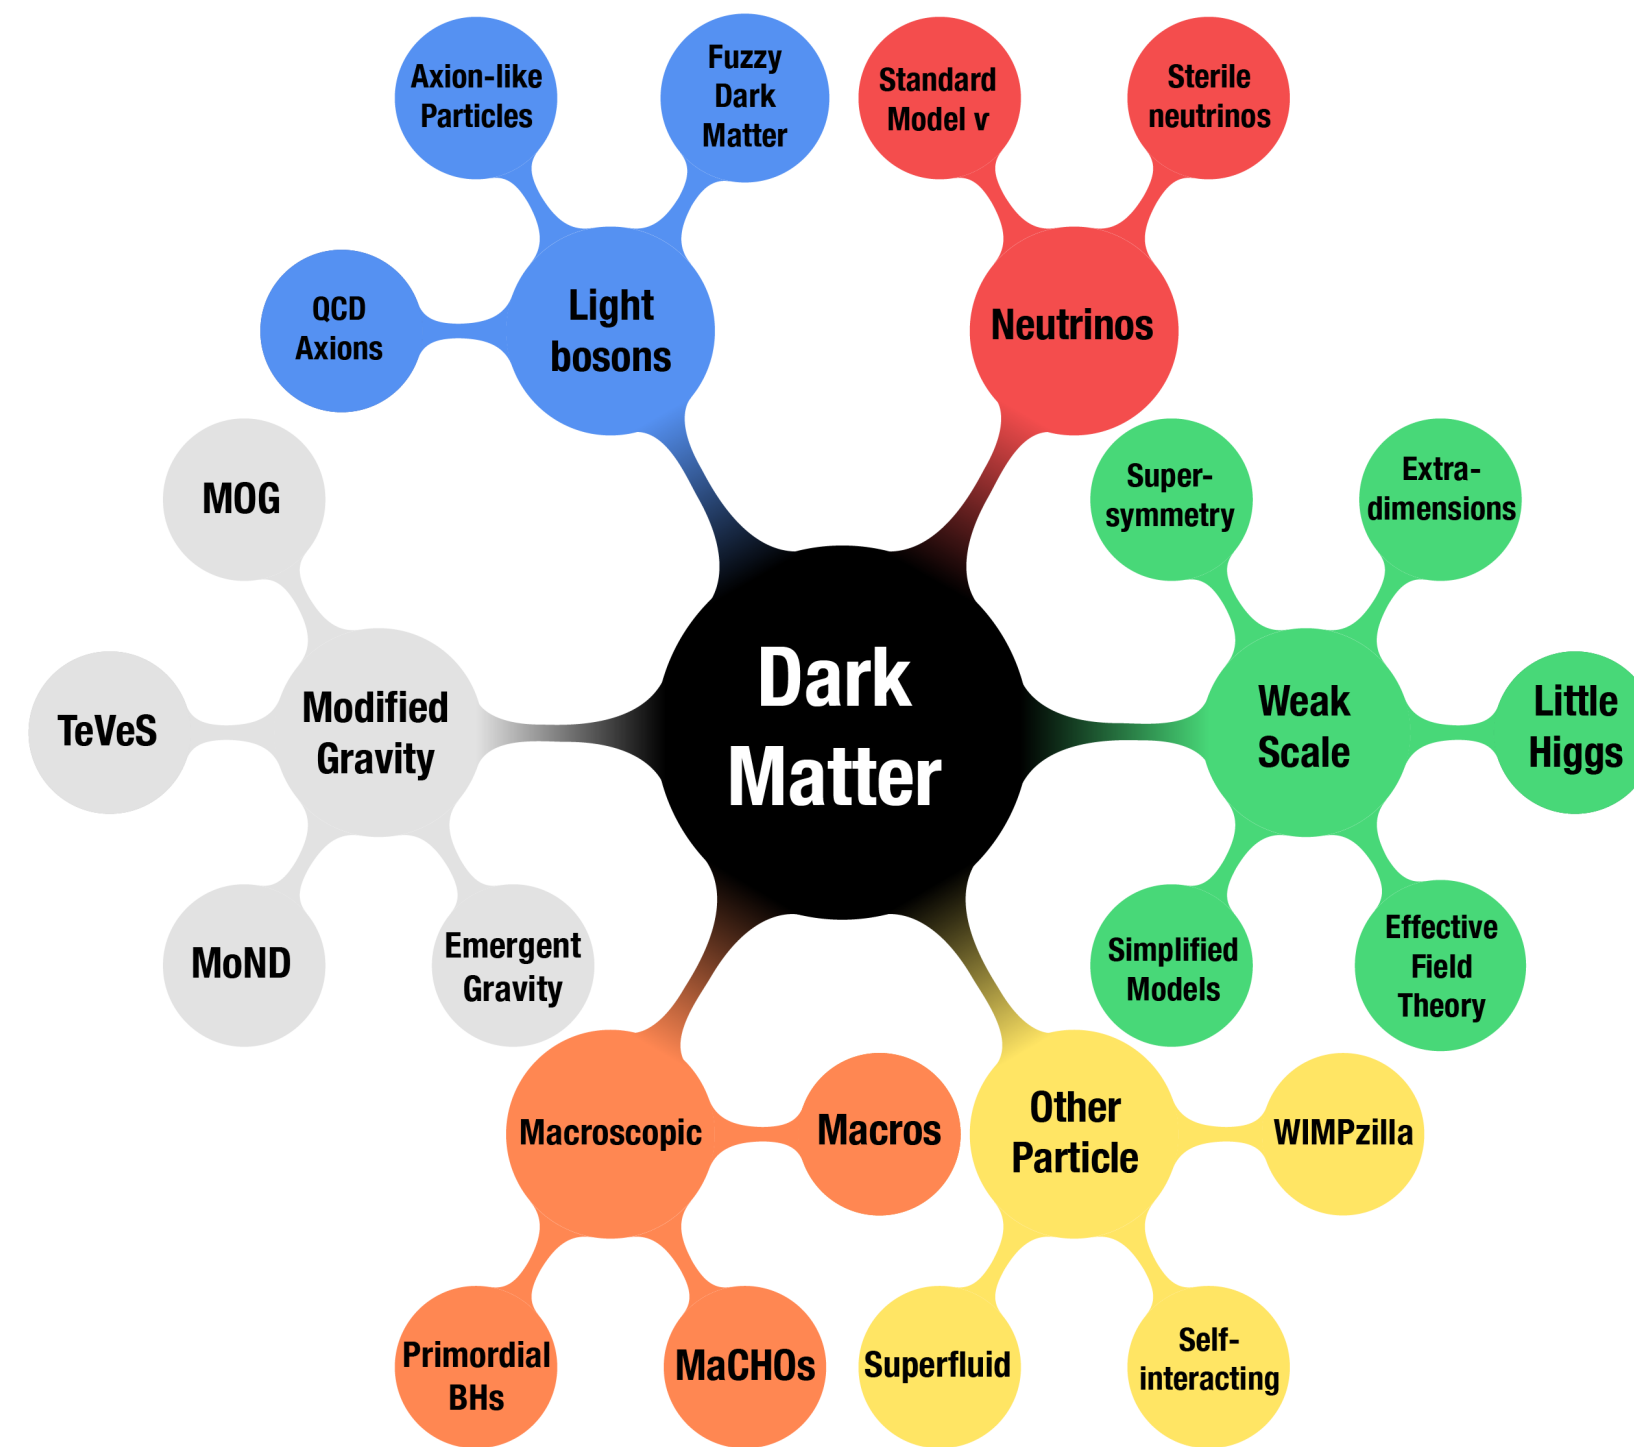 Axion-like
Particles
Fuzzy
Dark
Matter
Standard
Model ν
Sterile
neutrinos
QCD
Axions
Light
bosons
Neutrinos
MOG
Super-
symmetry
Extra-
dimensions
TeVeS
Modified
Gravity
Dark
Matter
Weak
Scale
Little
Higgs
MoND
Emergent
Gravity
Simplified
Models
Effective
Field
Theory
Macroscopic
Macros
Other
Particle
WIMPzilla
Primordial
BHs
MaCHOs
Superfluid
Self-
interacting